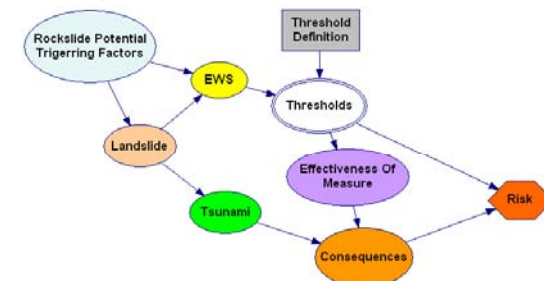 Rockslide Potential
Trigerring Factors
Threshold
Definition
EWS
Thresholds
Landslide
Effectiveness Of
Measure
Tsunami
Risk
Consequences